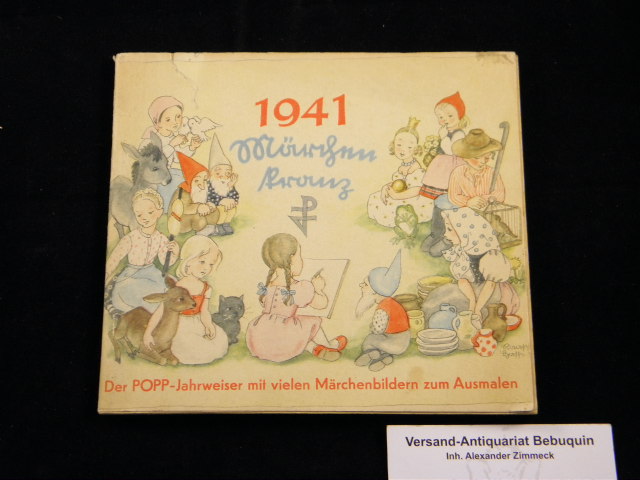 1941
Märchen
kranz
P
Der POPP-Jahrweiser mit vielen Märchenbildern zum Ausmalen
Versand-Antiquariat Bebuquin
Inh. Alexander Zimmeck